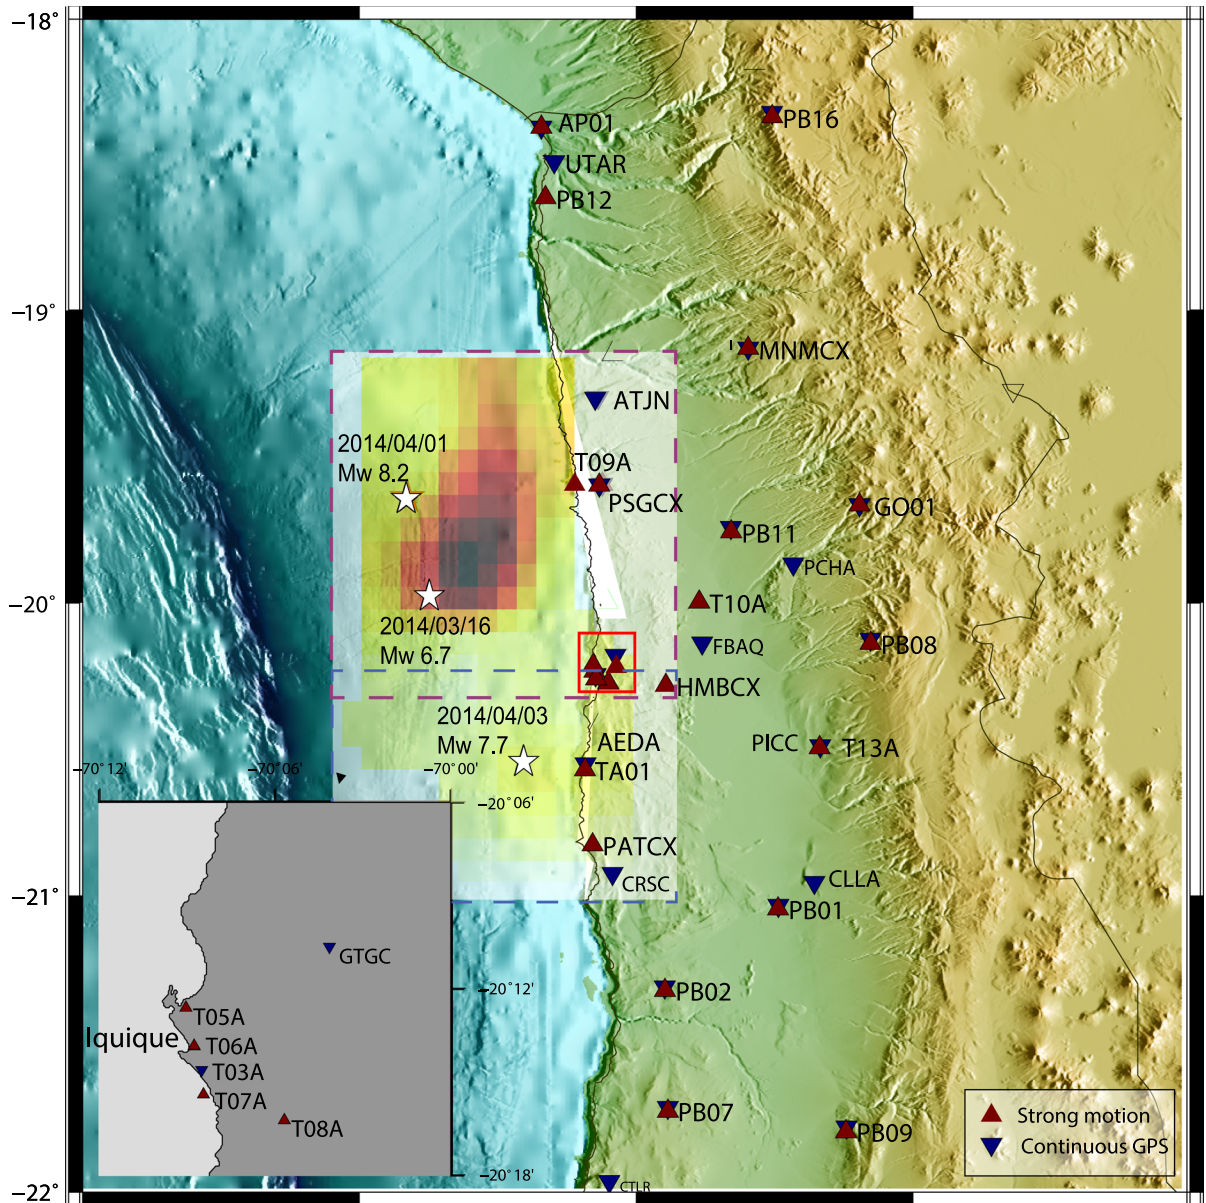 −18˚
AP01
PB16
UTAR
PB12
−19˚
MNMCX
ATJN
2014/04/01
Mw 8.2
T09A
PSGCX
GO01
PB11
PCHA
−20˚
T10A
2014/03/16
Mw 6.7
FBAQ
PB08
HMBCX
2014/04/03
Mw 7.7
AEDA
PICC
T13A
TA01
−70˚12'
−70˚06'
−70˚00'
−20˚06'
PATCX
CRSC
CLLA
−21˚
PB01
GTGC
−20˚12'
PB02
T05A
Iquique
T06A
T03A
T07A
T08A
PB07
PB09
Strong motion
Continuous GPS
−20˚18'
CTLR
−22˚